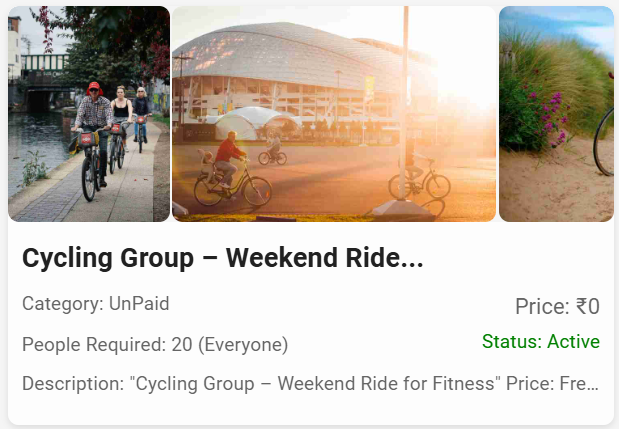 Cycling Group – Weekend Ride...
Category: UnPaid
Price: ₹0
People Required: 20 (Everyone)
Status: Active
Description: "Cycling Group – Weekend Ride for Fitness" Price: Fre...